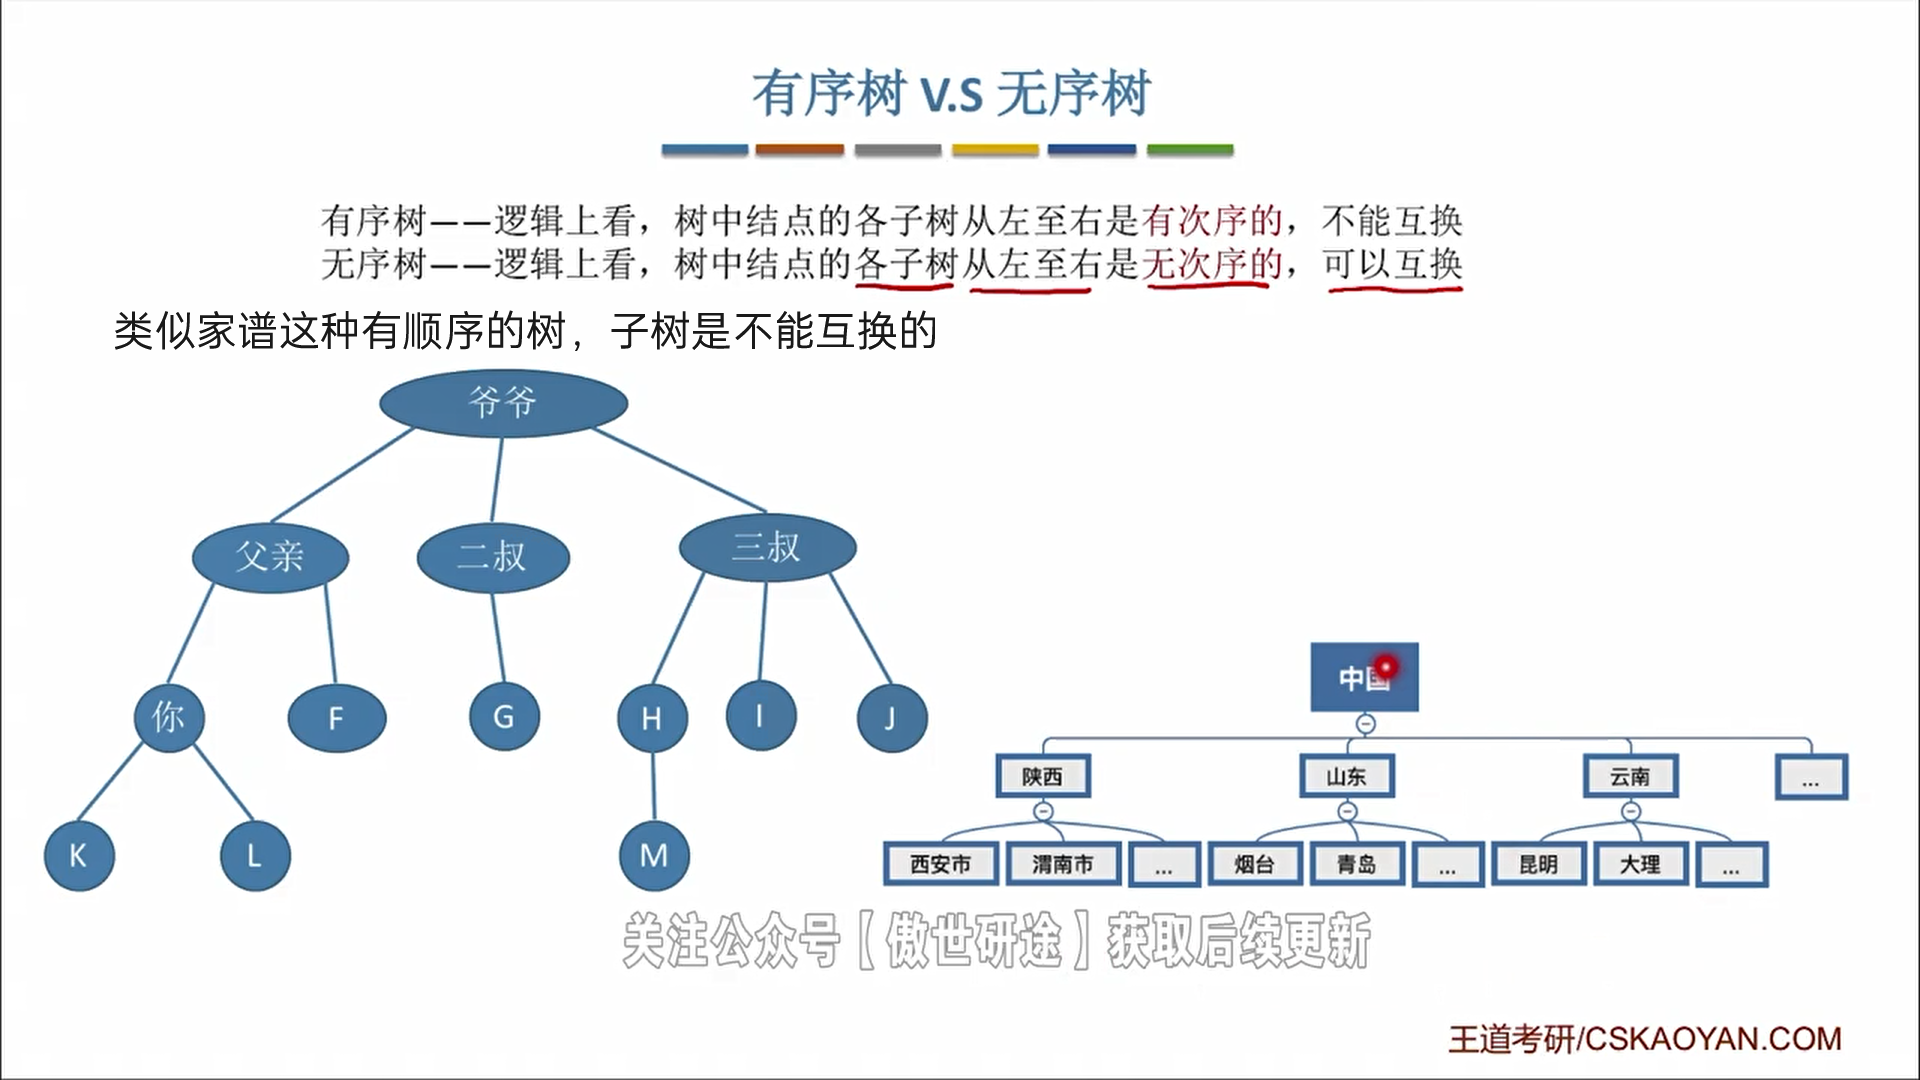 有序树 V.S 无序树
有序树——逻辑上看，树中结点的各子树从左至右是有次序的，不能互换
无序树——逻辑上看，树中结点的各子树从左至右是无次序的，可以互换
类似家谱这种有顺序的树，子树是不能互换的
爷爷
父亲 二叔 三叔
你 F G H I J
K L M
中国
陕西 山东 云南 ...
西安市 渭南市 ... 烟台 青岛 ... 昆明 大理 ...
关注公众号【傲世研途】获取后续更新
王道考研/CSKAOYAN.COM